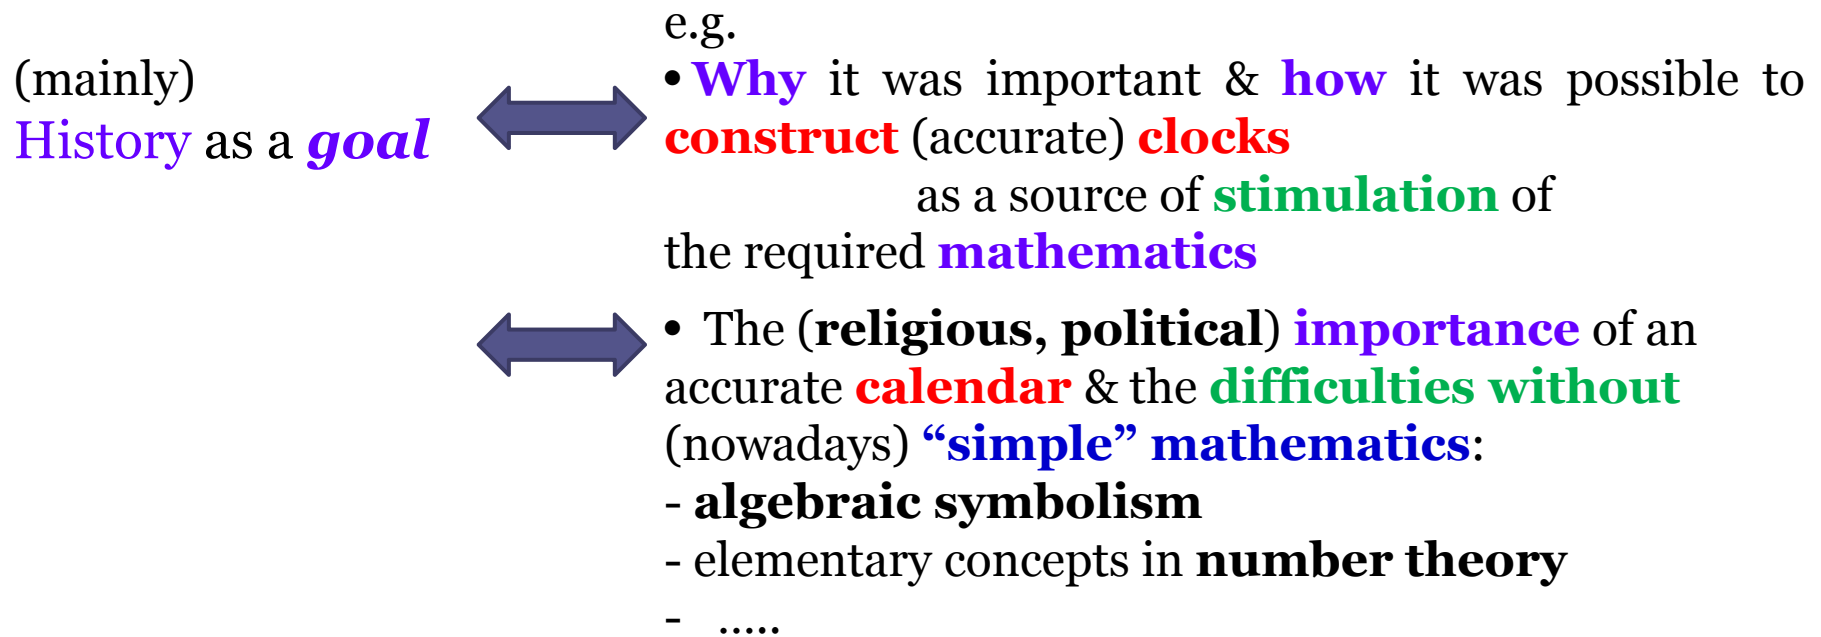 (mainly)
History as a goal
e.g.
• Why it was important & how it was possible to
construct (accurate) clocks
as a source of stimulation of
the required mathematics
• The (religious, political) importance of an
accurate calendar & the difficulties without
(nowadays) “simple” mathematics:
- algebraic symbolism
- elementary concepts in number theory
- .....